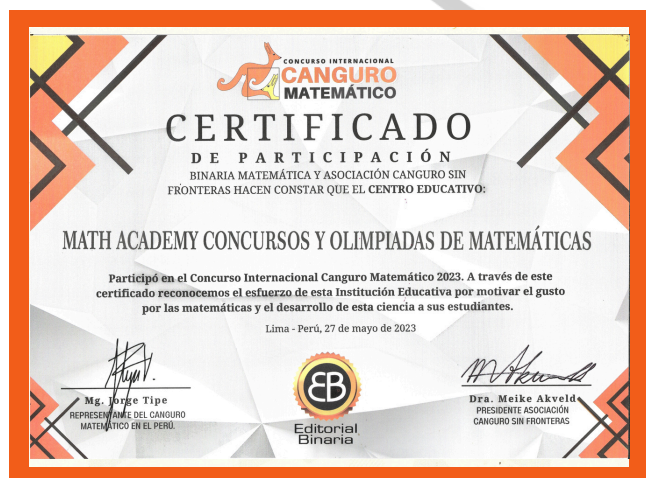 CONCURSO INTERNACIONAL
CANGURO
MATEMÁTICO
CERTIFICADO
DE PARTICIPACIÓN
BINARIA MATEMÁTICA Y ASOCIACIÓN CANGURO SIN
FRONTERAS HACEN CONSTAR QUE EL CENTRO EDUCATIVO:
MATH ACADEMY CONCURSOS Y OLIMPIADAS DE MATEMÁTICAS
Participó en el Concurso Internacional Canguro Matemático 2023. A través de este
certificado reconocemos el esfuerzo de esta Institución Educativa por motivar el gusto
por las matemáticas y el desarrollo de esta ciencia a sus estudiantes.
Lima - Perú, 27 de mayo de 2023
Mg. Jorge Tipe
REPRESENTANTE DEL CANGURO
MATEMÁTICO EN EL PERÚ.
EB
Editorial
Binaria
Dra. Meike Akveld
PRESIDENTE ASOCIACIÓN
CANGURO SIN FRONTERAS